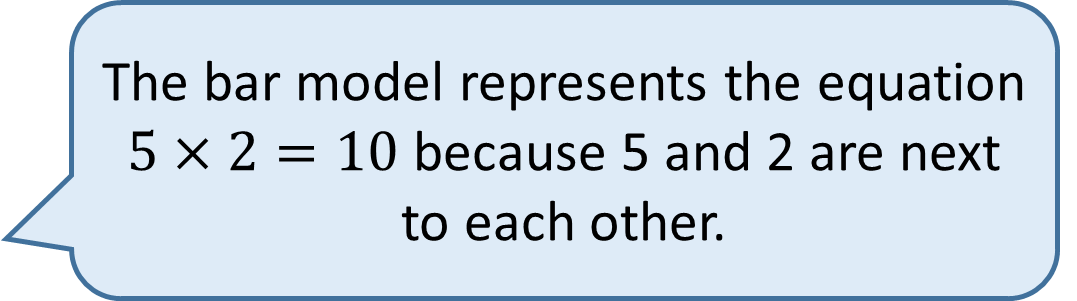 The bar model represents the equation
5 × 2 = 10 because 5 and 2 are next
to each other.